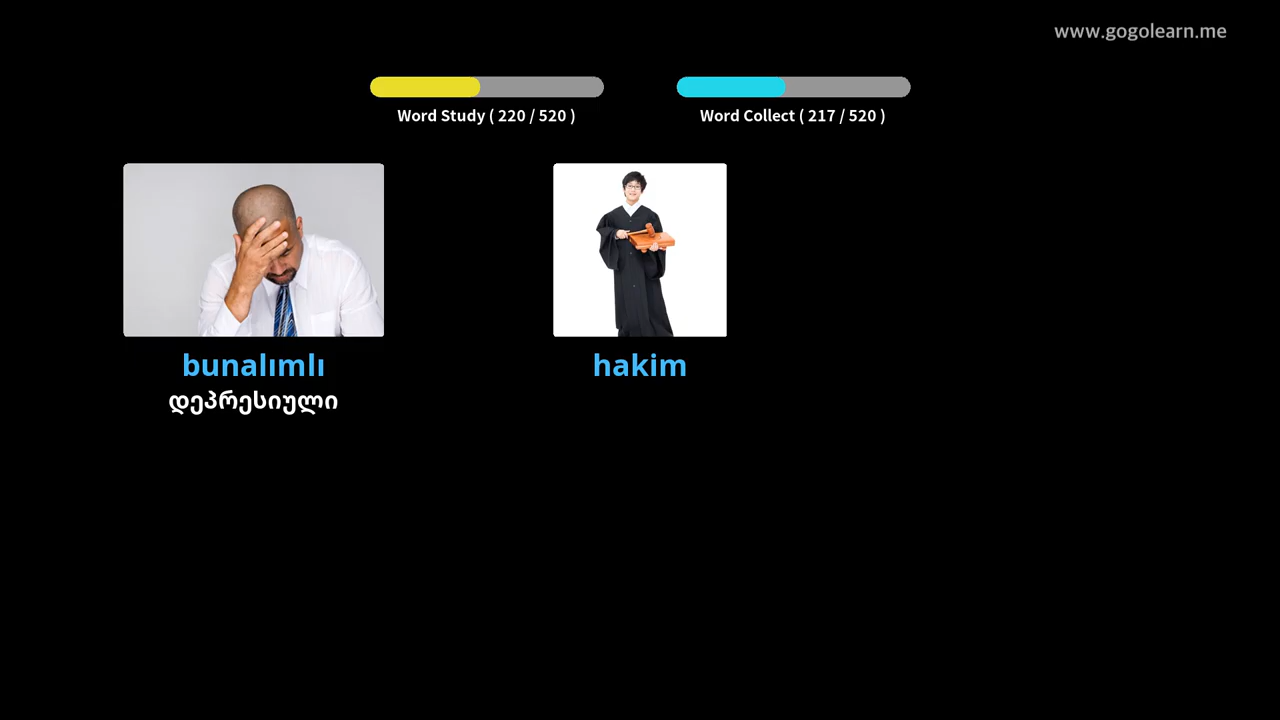 www.gogolearn.me
Word Study ( 220 / 520 )
Word Collect ( 217 / 520 )
bunalımlı
დეპრესიული
hakim